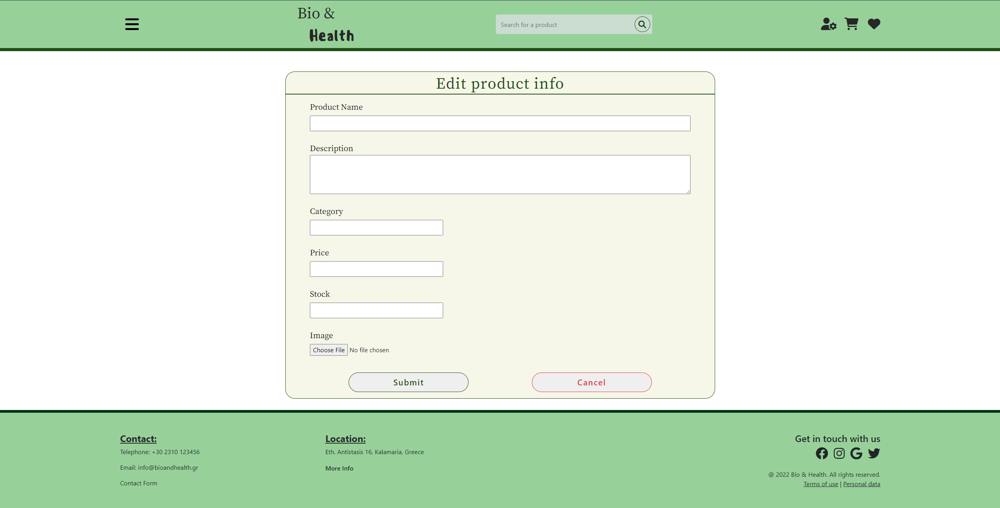 Bio &
Health
Search for a product
Edit product info
Product Name
Description
Category
Price
Stock
Image
Choose File No file chosen
Submit
Cancel
Contact:
Telephone: +30 2310 123456
Email: info@bioandhealth.gr
Contact Form
Location:
Eth. Antistasis 16, Kalamaria, Greece
More Info
Get in touch with us
@ 2022 Bio & Health. All rights reserved.
Terms of use | Personal data